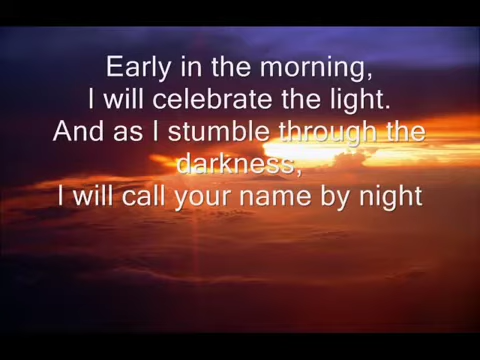 Early in the morning,
I will celebrate the light.
And as I stumble through the
darkness,
I will call your name by night